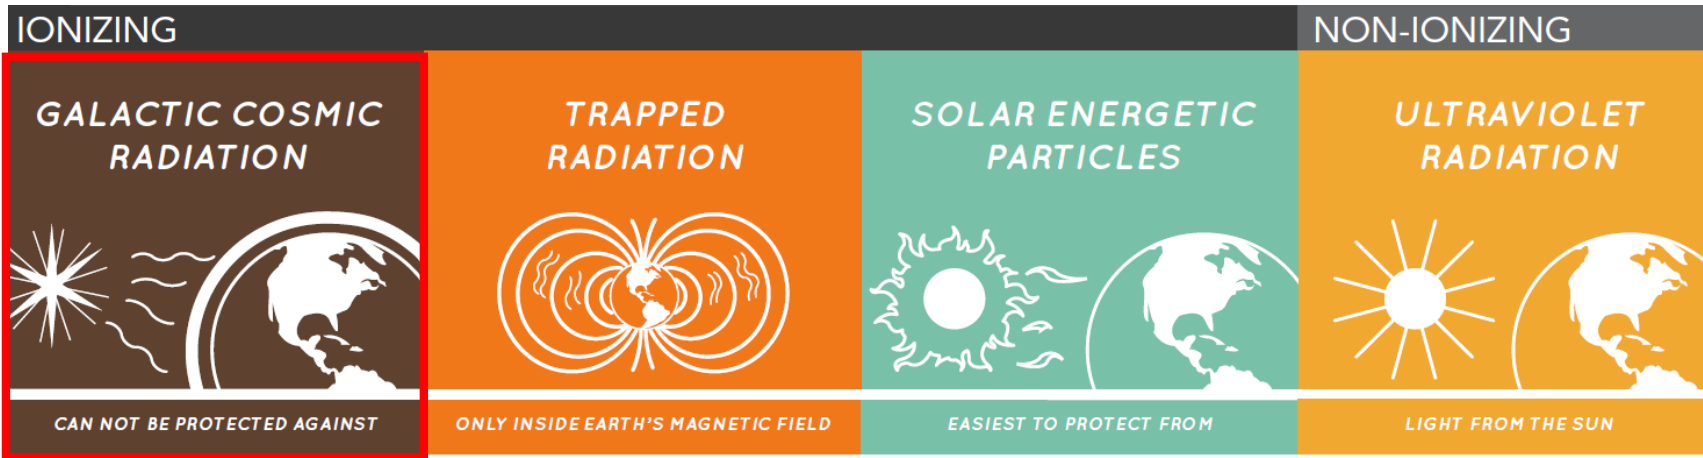 IONIZING
NON-IONIZING
GALACTIC COSMIC
RADIATION
CAN NOT BE PROTECTED AGAINST
TRAPPED
RADIATION
ONLY INSIDE EARTH'S MAGNETIC FIELD
SOLAR ENERGETIC
PARTICLES
EASIEST TO PROTECT FROM
ULTRAVIOLET
RADIATION
LIGHT FROM THE SUN